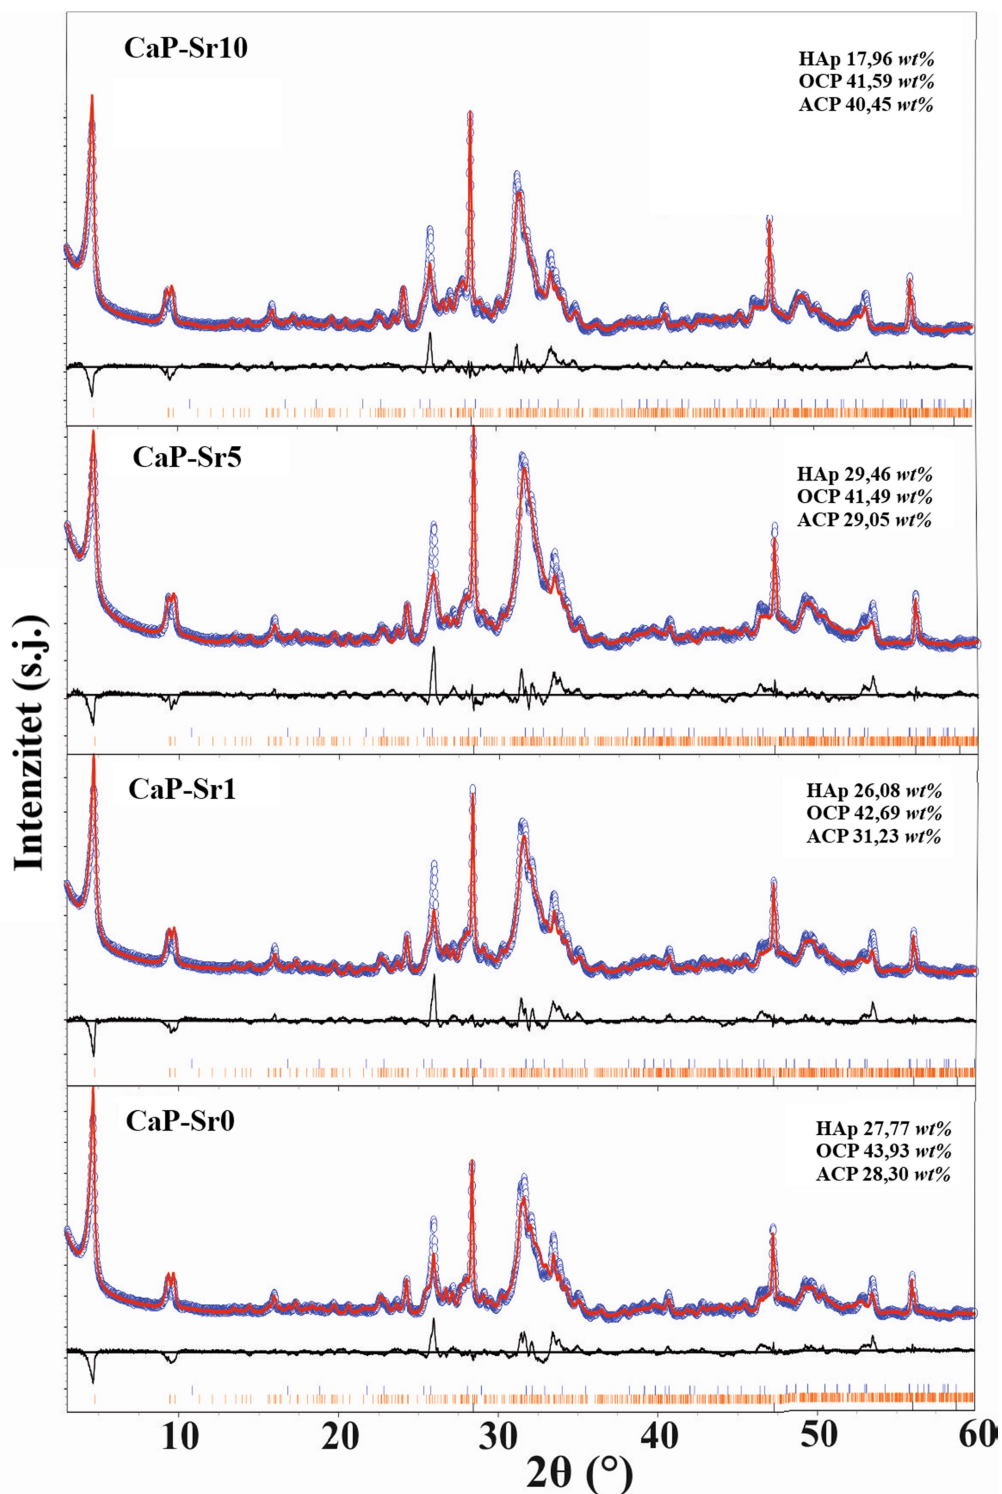 CaP-Sr10
HAp 17,96 wt%
OCP 41,59 wt%
ACP 40,45 wt%
CaP-Sr5
HAp 29,46 wt%
OCP 41,49 wt%
ACP 29,05 wt%
CaP-Sr1
HAp 26,08 wt%
OCP 42,69 wt%
ACP 31,23 wt%
CaP-Sr0
HAp 27,77 wt%
OCP 43,93 wt%
ACP 28,30 wt%
Intenzitet (s.j.)
10 20 30 40 50 60
2θ (°)